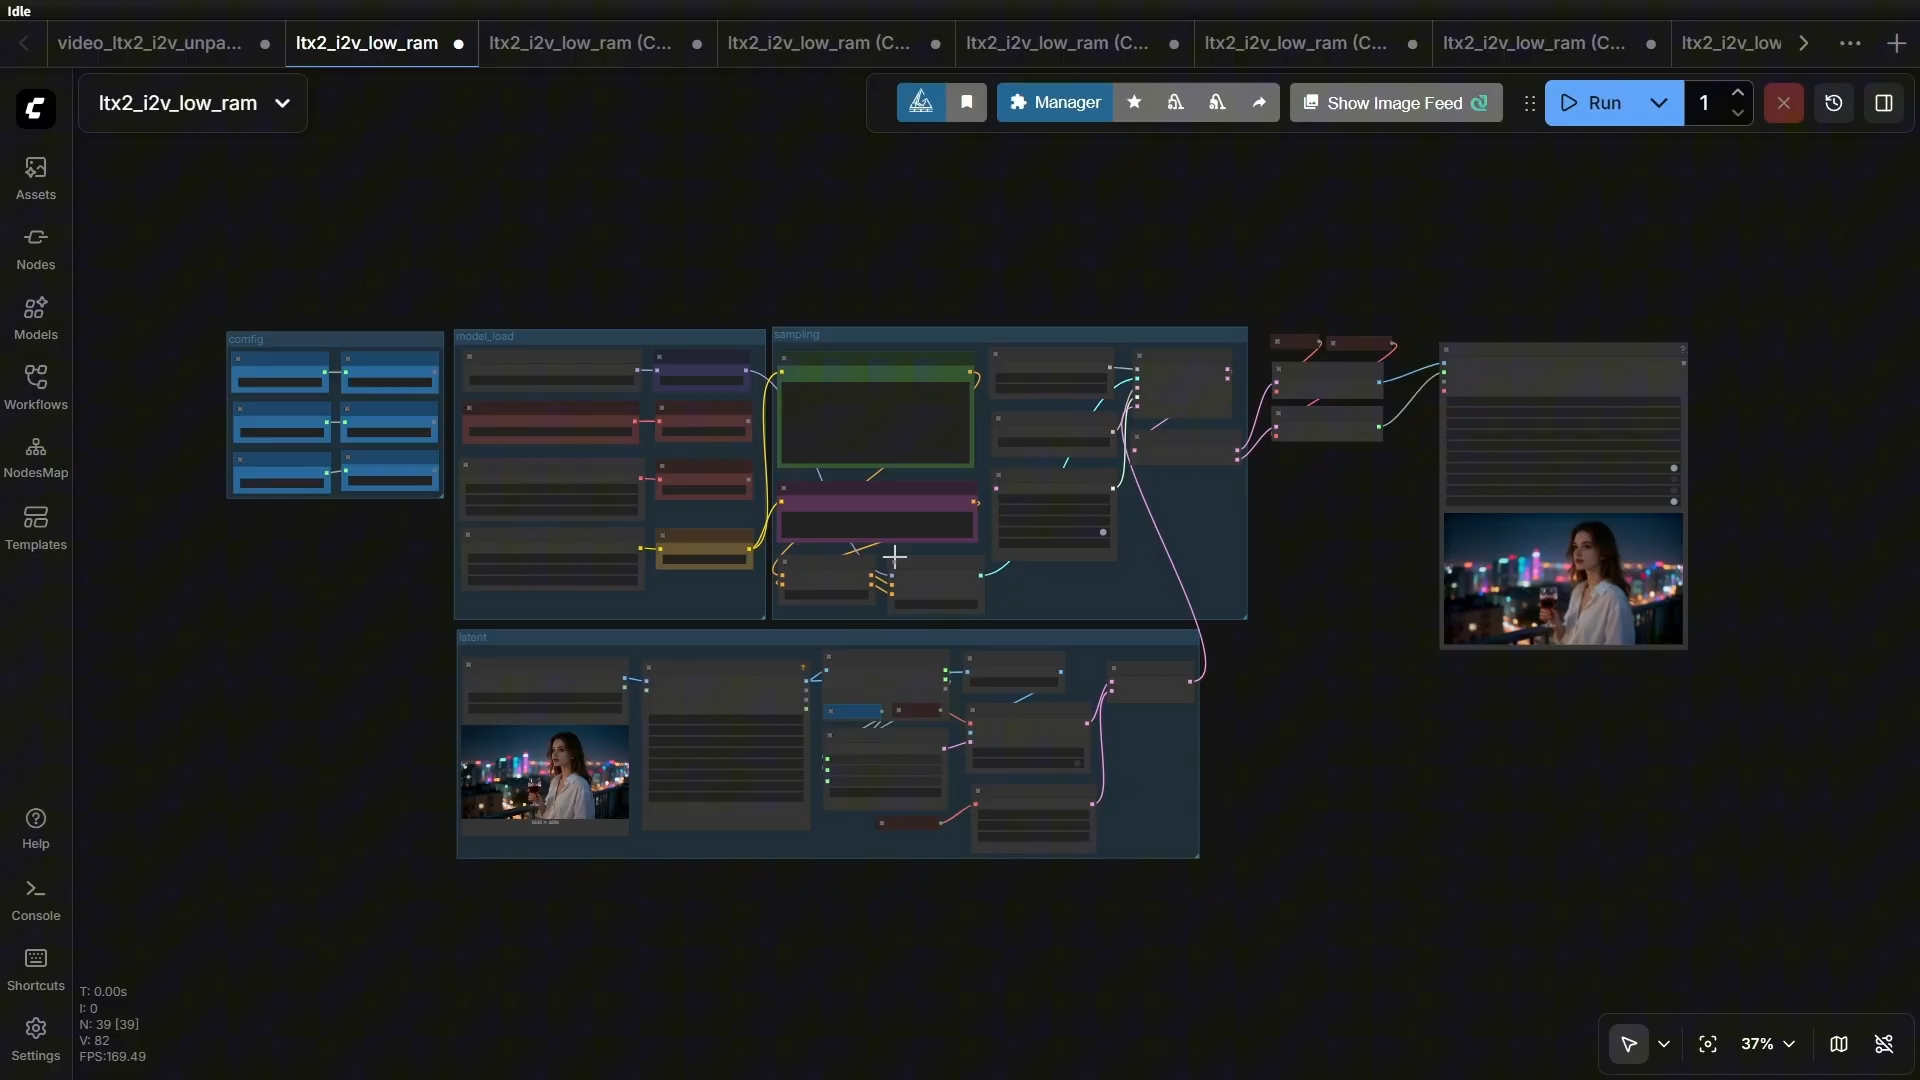 Idle
video_ltx2_i2v_unpa...
ltx2_i2v_low_ram
ltx2_i2v_low_ram (C...
ltx2_i2v_low_ram (C...
ltx2_i2v_low_ram (C...
ltx2_i2v_low_ram (C...
ltx2_i2v_low_ram (C...
ltx2_i2v_low
ltx2_i2v_low_ram
Manager
Show Image Feed
Run
1
Assets
Nodes
Models
Workflows
NodesMap
Templates
Help
Console
Shortcuts
Settings
comfig
model_load
sampling
latent
T: 0.00s
I: 0
N: 39 [39]
V: 82
FPS:169.49
37%